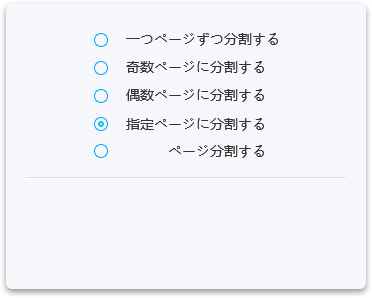 一つページずつ分割する
奇数ページに分割する
偶数ページに分割する
指定ページに分割する
ページ分割する